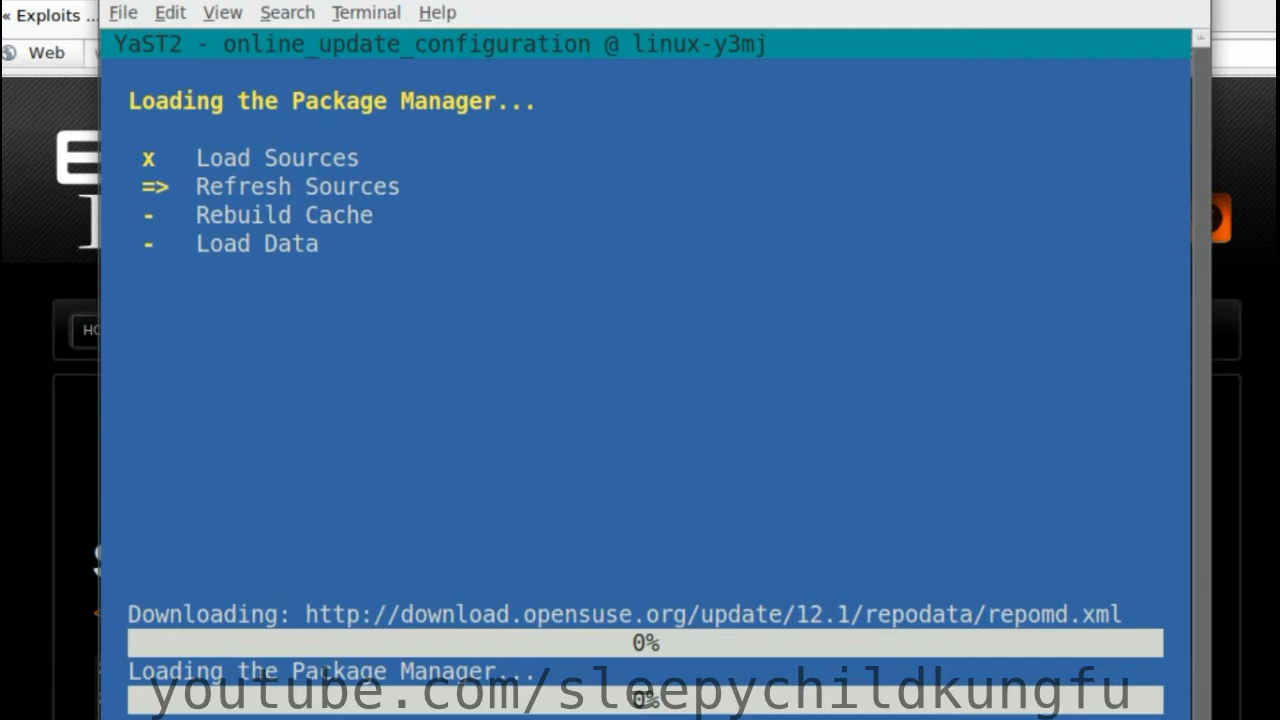 « Exploits ...
Web
File Edit View Search Terminal Help
YaST2 - online_update_configuration @ linux-y3mj
Loading the Package Manager...
x Load Sources
=> Refresh Sources
- Rebuild Cache
- Load Data
Downloading: http://download.opensuse.org/update/12.1/repodata/repomd.xml
0%
Loading the Package Manager...
0%
youtube.com/sleepychildkungfu